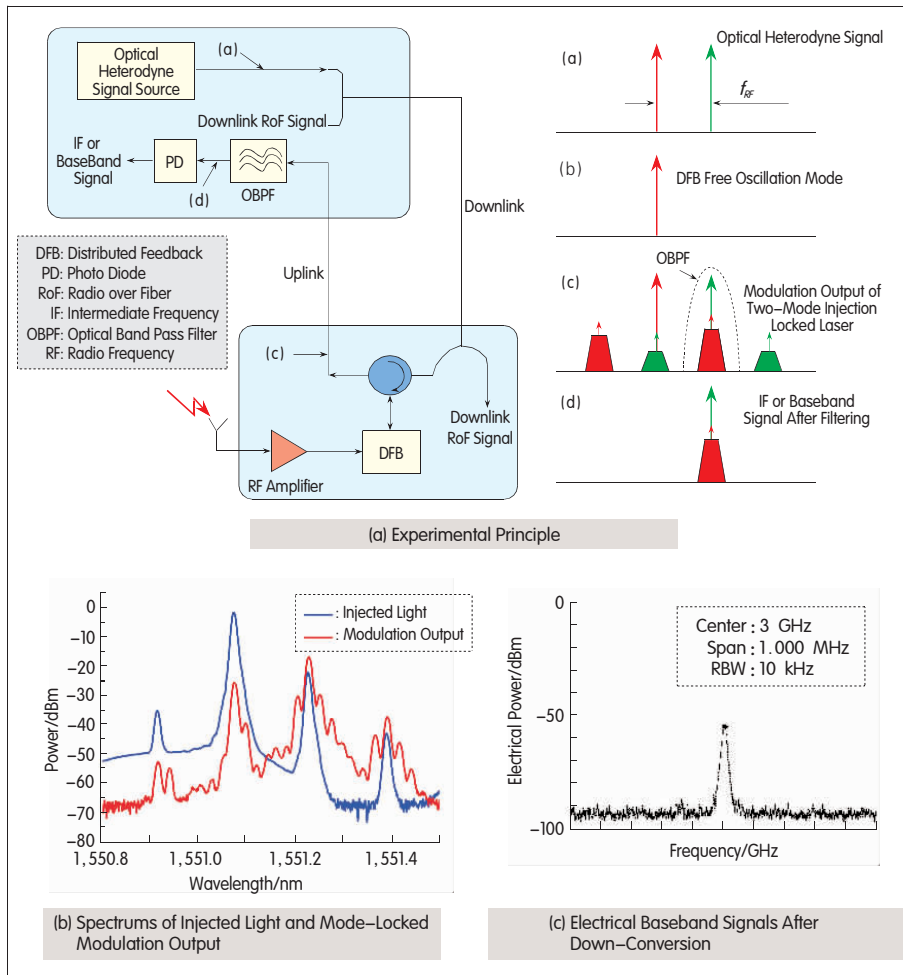 Optical
Heterodyne
Signal Source
(a)
Downlink RoF Signal
IF or
BaseBand
Signal
PD
(d)
OBPF
Downlink
Uplink
DFB: Distributed Feedback
PD: Photo Diode
RoF: Radio over Fiber
IF: Intermediate Frequency
OBPF: Optical Band Pass Filter
RF: Radio Frequency
(c)
Downlink
RoF Signal
DFB
RF Amplifier
(a)
Optical Heterodyne Signal
fRF
(b)
DFB Free Oscillation Mode
OBPF
(c)
Modulation Output of
Two-Mode Injection
Locked Laser
(d)
IF or Baseband
Signal After Filtering
(a) Experimental Principle
0
-10
-20
-30
-40
-50
-60
-70
-80
Power/dBm
: Injected Light
: Modulation Output
1,550.8
1,551.0
1,551.2
1,551.4
Wavelength/nm
(b) Spectrums of Injected Light and Mode-Locked
Modulation Output
0
-50
-100
Electrical Power/dBm
Center : 3 GHz
Span : 1.000 MHz
RBW : 10 kHz
Frequency/GHz
(c) Electrical Baseband Signals After
Down-Conversion